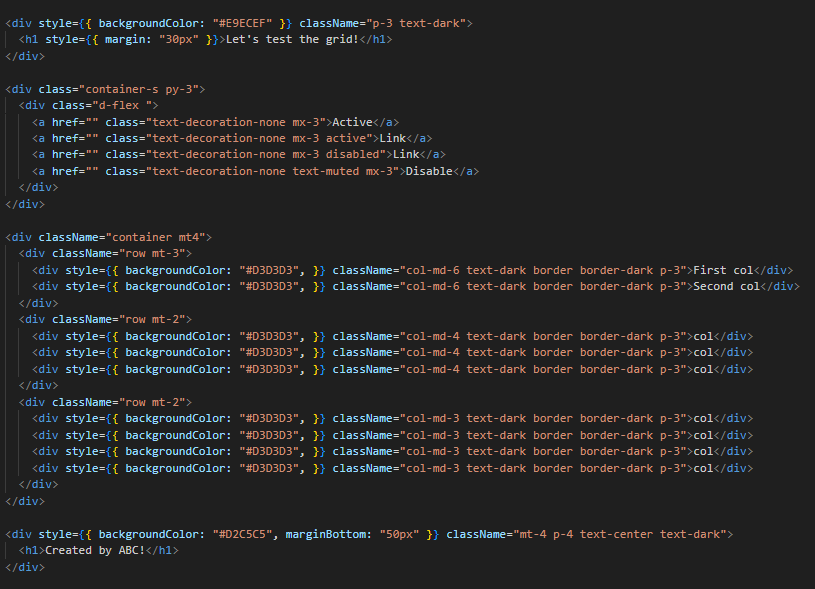 <div style={{ backgroundColor: "#E9ECEF" }} className="p-3 text-dark">
  <h1 style={{ margin: "30px" }}>Let's test the grid!</h1>
</div>

<div class="container-s py-3">
  <div class="d-flex ">
    <a href="" class="text-decoration-none mx-3">Active</a>
    <a href="" class="text-decoration-none mx-3 active">Link</a>
    <a href="" class="text-decoration-none mx-3 disabled">Link</a>
    <a href="" class="text-decoration-none text-muted mx-3">Disable</a>
  </div>
</div>

<div className="container mt4">
  <div className="row mt-3">
    <div style={{ backgroundColor: "#D3D3D3", }} className="col-md-6 text-dark border border-dark p-3">First col</div>
    <div style={{ backgroundColor: "#D3D3D3", }} className="col-md-6 text-dark border border-dark p-3">Second col</div>
  </div>
  <div className="row mt-2">
    <div style={{ backgroundColor: "#D3D3D3", }} className="col-md-4 text-dark border border-dark p-3">col</div>
    <div style={{ backgroundColor: "#D3D3D3", }} className="col-md-4 text-dark border border-dark p-3">col</div>
    <div style={{ backgroundColor: "#D3D3D3", }} className="col-md-4 text-dark border border-dark p-3">col</div>
  </div>
  <div className="row mt-2">
    <div style={{ backgroundColor: "#D3D3D3", }} className="col-md-3 text-dark border border-dark p-3">col</div>
    <div style={{ backgroundColor: "#D3D3D3", }} className="col-md-3 text-dark border border-dark p-3">col</div>
    <div style={{ backgroundColor: "#D3D3D3", }} className="col-md-3 text-dark border border-dark p-3">col</div>
    <div style={{ backgroundColor: "#D3D3D3", }} className="col-md-3 text-dark border border-dark p-3">col</div>
  </div>
</div>

<div style={{ backgroundColor: "#D2C5C5", marginBottom: "50px" }} className="mt-4 p-4 text-center text-dark">
  <h1>Created by ABC!</h1>
</div>